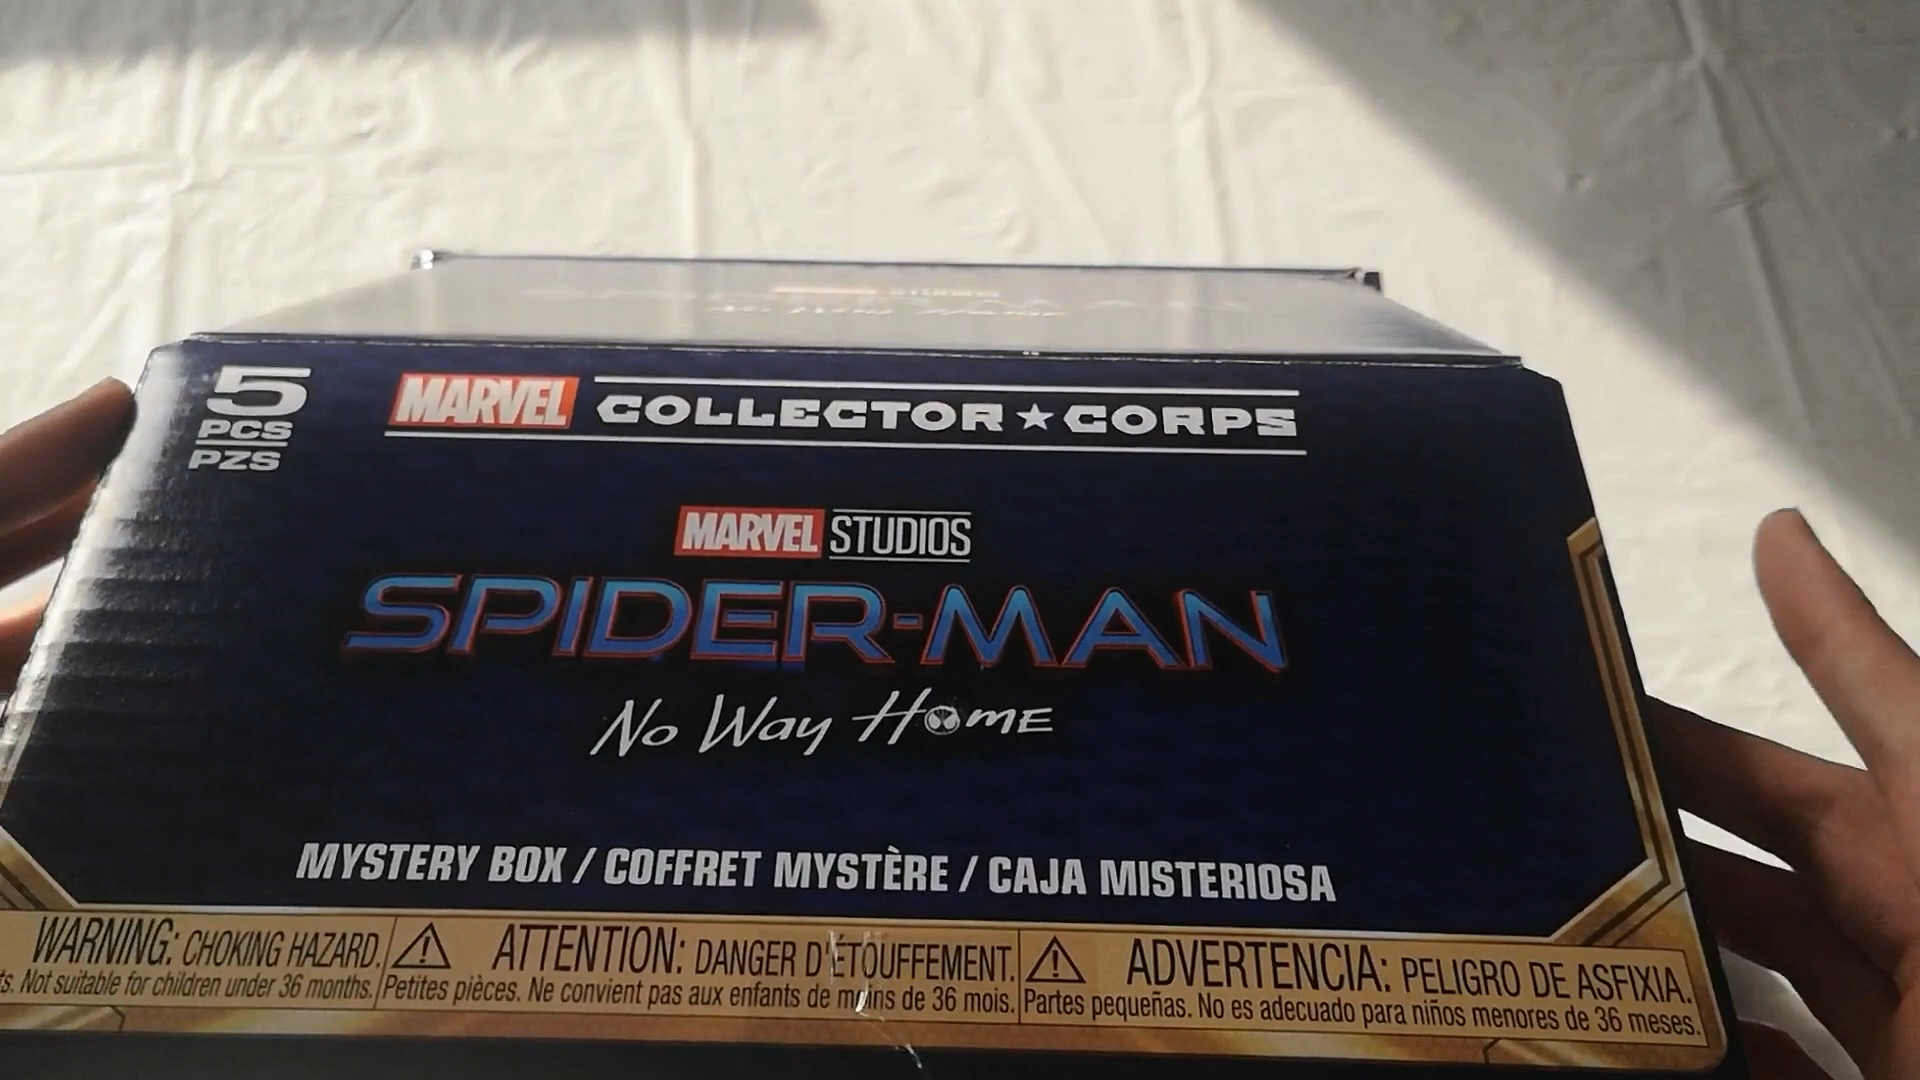 5
PCS
PZS
MARVEL COLLECTOR★CORPS
MARVEL STUDIOS
SPIDER-MAN
No Way Home
MYSTERY BOX / COFFRET MYSTÈRE / CAJA MISTERIOSA
WARNING: CHOKING HAZARD.
Not suitable for children under 36 months.
⚠ ATTENTION: DANGER D'ÉTOUFFEMENT.
Petites pièces. Ne convient pas aux enfants de moins de 36 mois.
⚠ ADVERTENCIA: PELIGRO DE ASFIXIA.
Partes pequeñas. No es adecuado para niños menores de 36 meses.